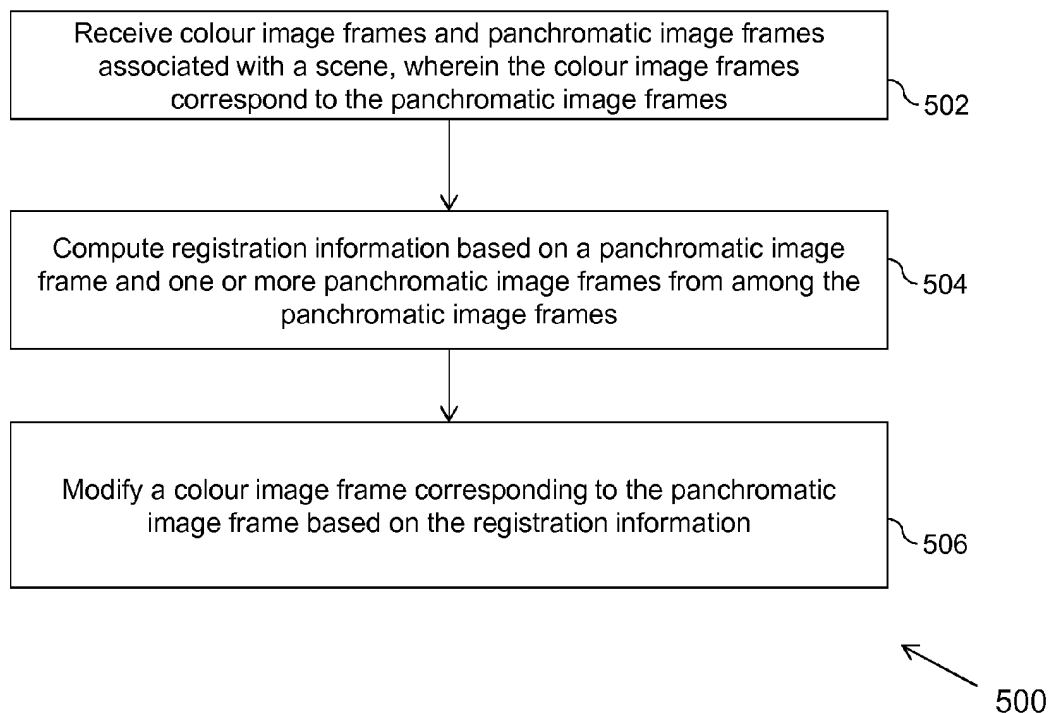 Receive colour image frames and panchromatic image frames
associated with a scene, wherein the colour image frames
correspond to the panchromatic image frames
502
Compute registration information based on a panchromatic image
frame and one or more panchromatic image frames from among the
panchromatic image frames
504
Modify a colour image frame corresponding to the panchromatic
image frame based on the registration information
506
500